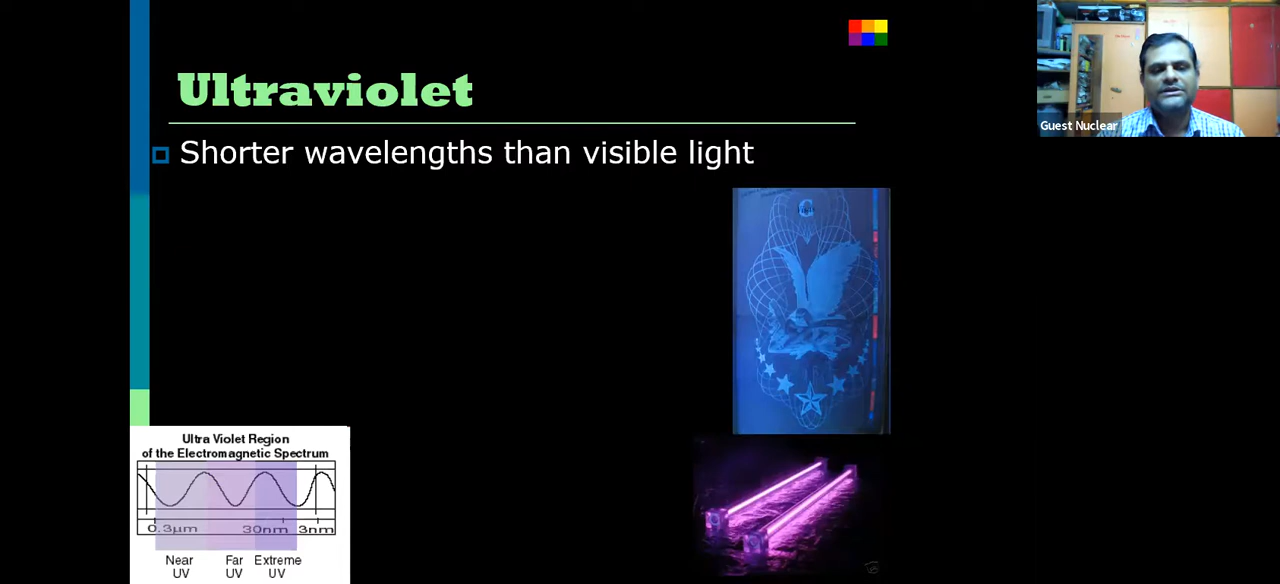 Ultraviolet
Guest Nuclear
Shorter wavelengths than visible light
Ultra Violet Region
of the Electromagnetic Spectrum
0.3µm 30nm 3nm
Near Far Extreme
UV UV UV